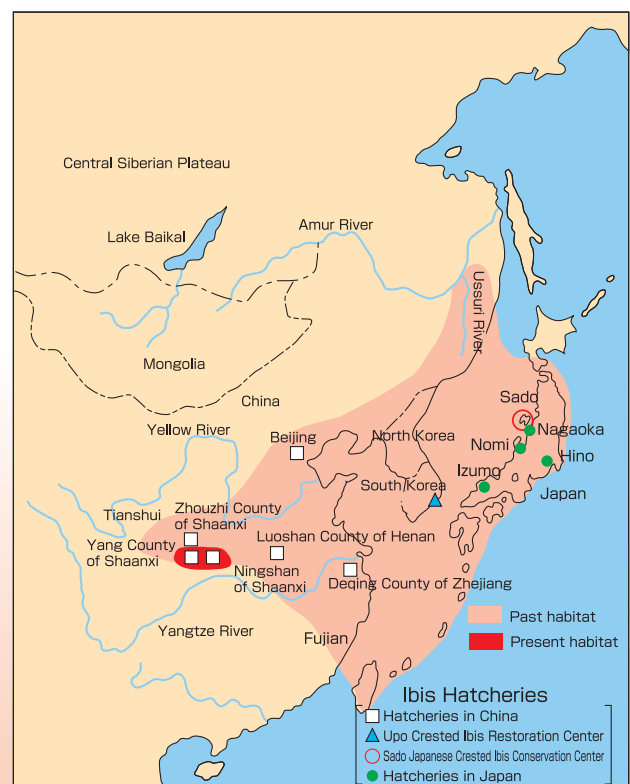 Central Siberian Plateau
Lake Baikal
Amur River
Ussuri River
Mongolia
China
Sado
Yellow River
Beijing
North Korea
Nagaoka
Nomi
Hino
Izumo
South Korea
Japan
Tianshui
Zhouzhi County
of Shaanxi
Luoshan County of Henan
Yang County
of Shaanxi
Ningshan
of Shaanxi
Deqing County of Zhejiang
Yangtze River
Fujian
Past habitat
Present habitat
Ibis Hatcheries
Hatcheries in China
Upo Crested Ibis Restoration Center
Sado Japanese Crested Ibis Conservation Center
Hatcheries in Japan